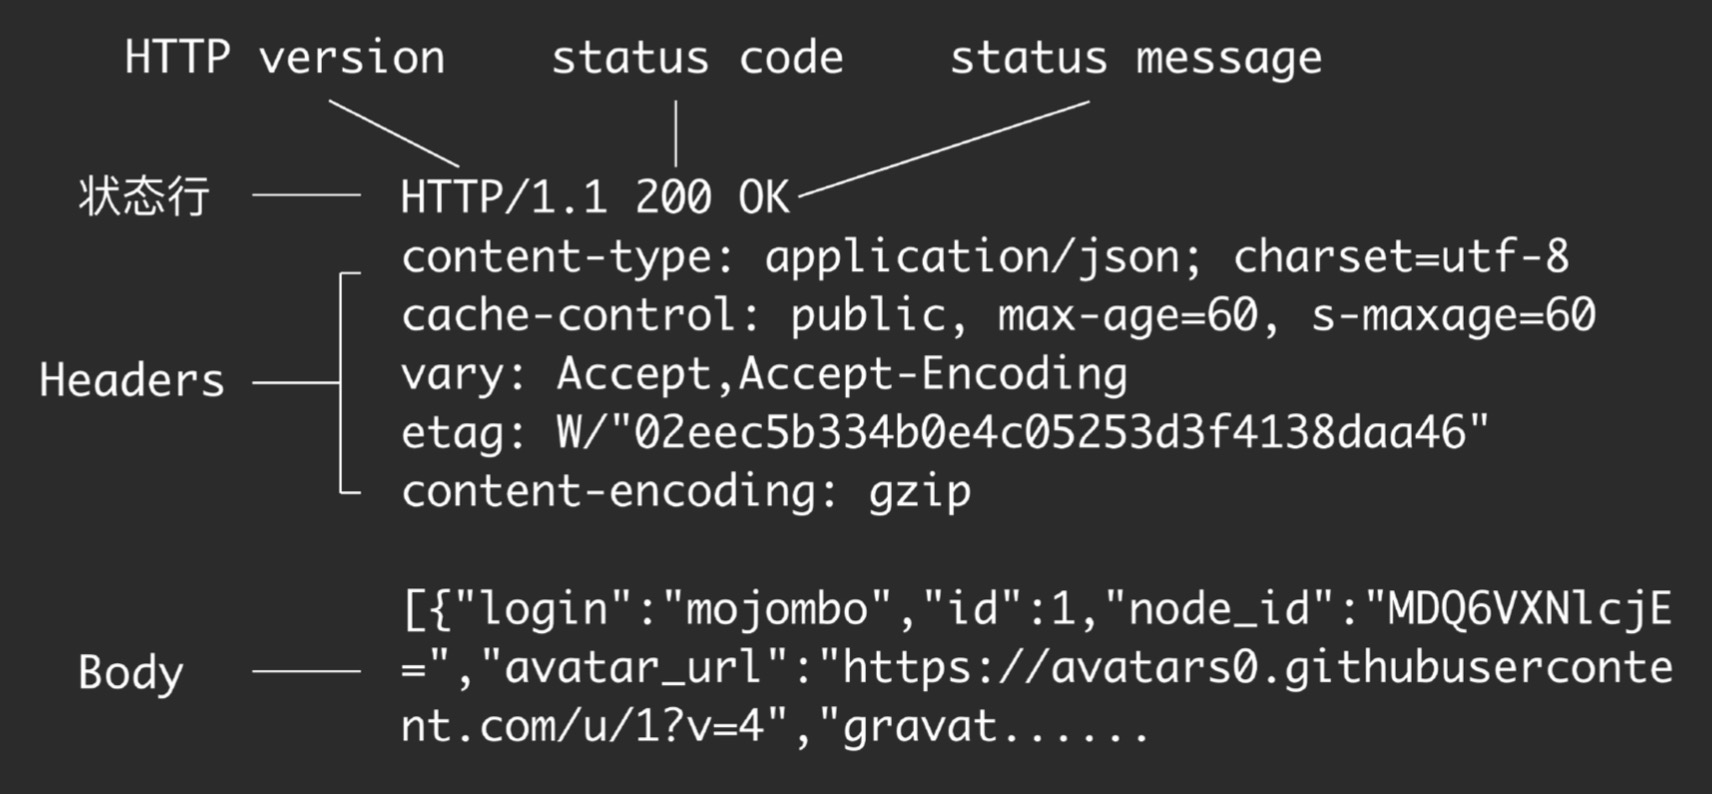 HTTP version status code status message
状态行 HTTP/1.1 200 OK
content-type: application/json; charset=utf-8
cache-control: public, max-age=60, s-maxage=60
Headers vary: Accept,Accept-Encoding
etag: W/"02eec5b334b0e4c05253d3f4138daa46"
content-encoding: gzip
[{"login":"mojombo","id":1,"node_id":"MDQ6VXNlcjE
Body =","avatar_url":"https://avatars0.githubuserconte
nt.com/u/1?v=4","gravat......